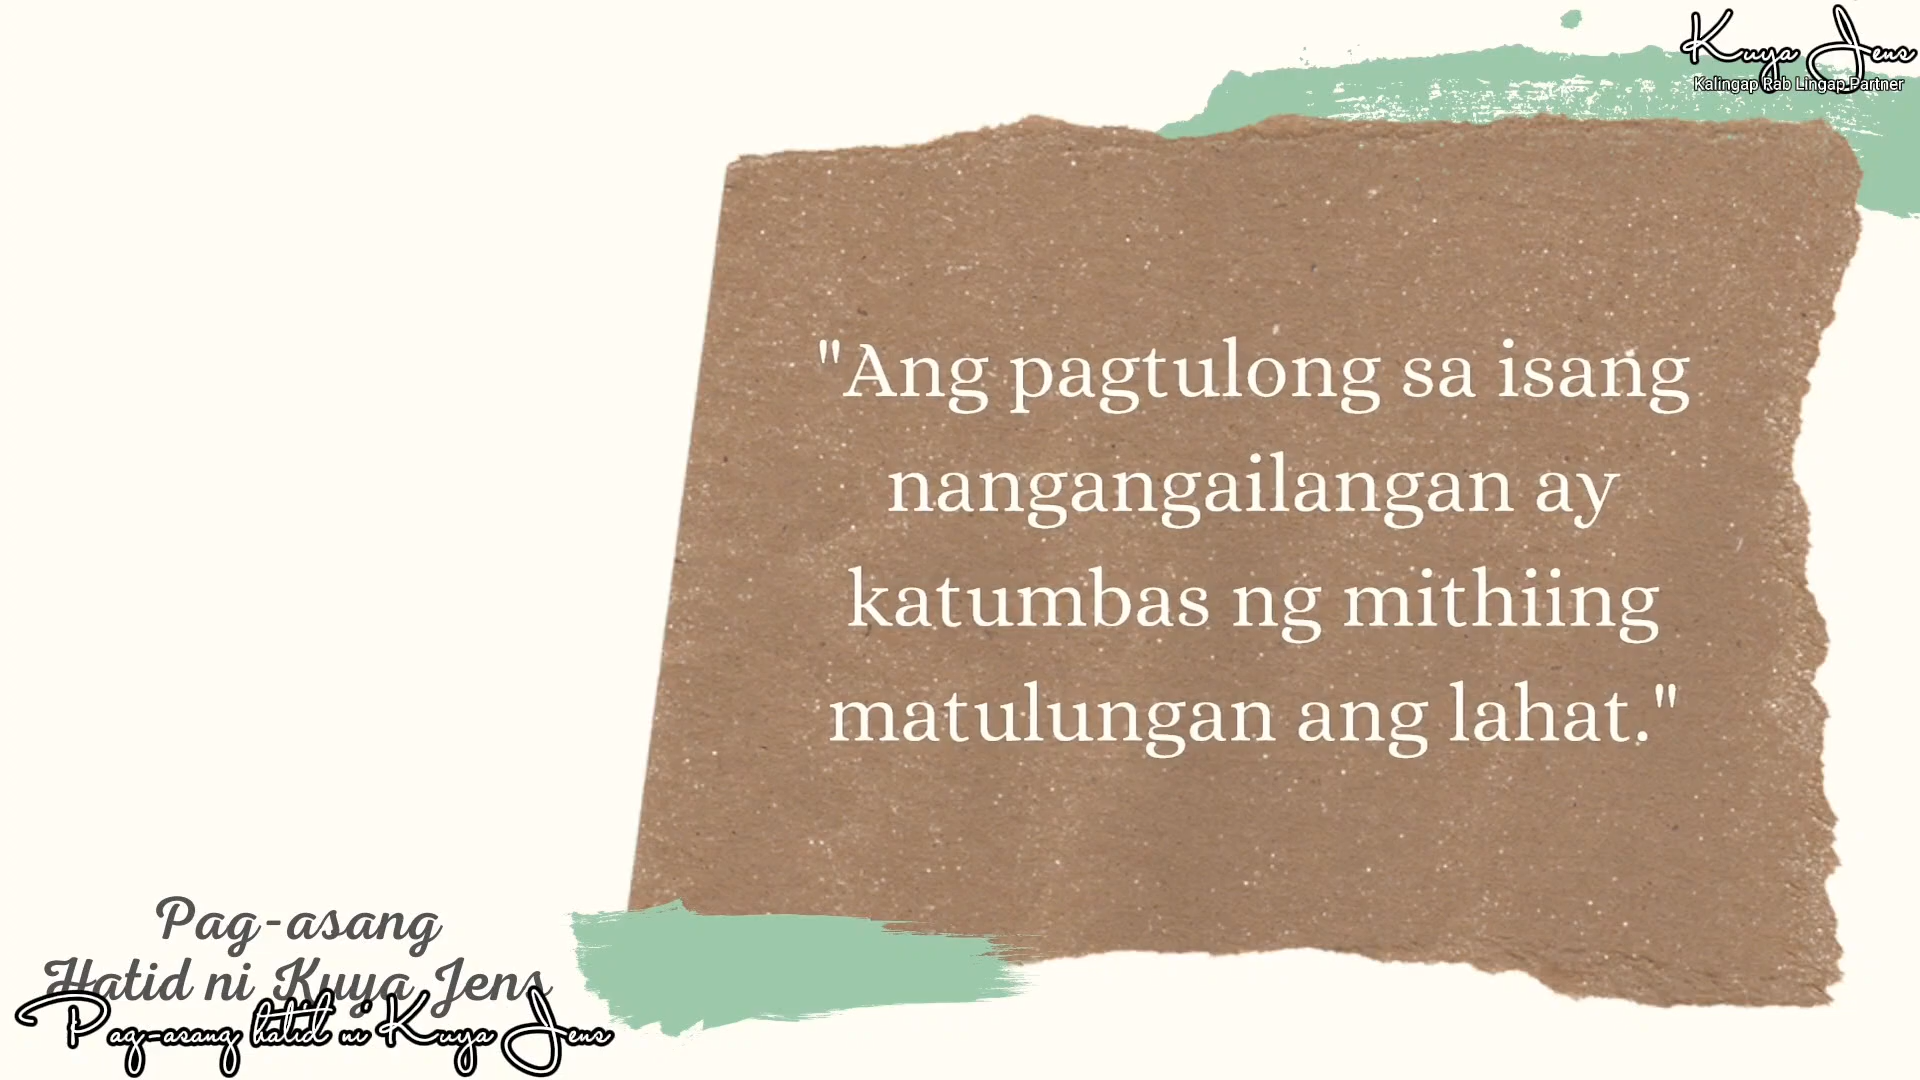 Kuya Jens
Kalingap Rab Lingap Partner
"Ang pagtulong sa isang
nangangailangan ay
katumbas ng mithiing
matulungan ang lahat."
Pag-asang
Hatid ni Kuya Jens
Pag-asang hatid ni Kuya Jens